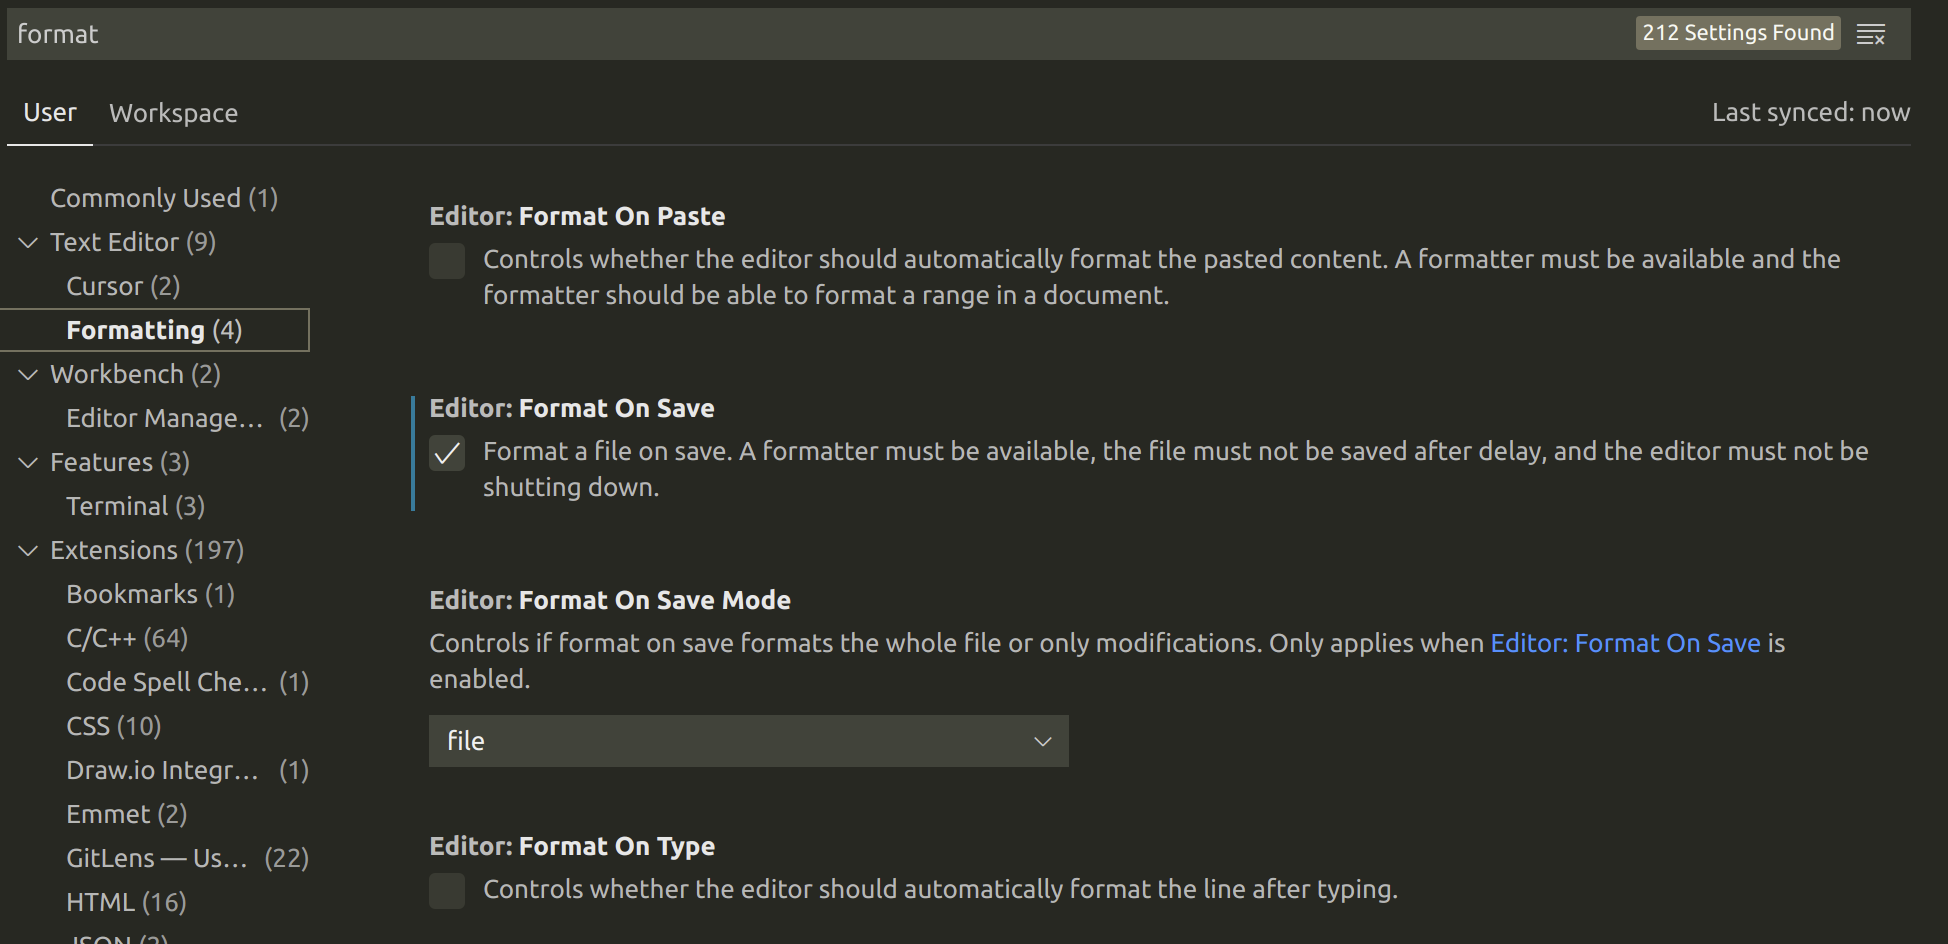 format
212 Settings Found
User
Workspace
Last synced: now
Commonly Used (1)
Text Editor (9)
Cursor (2)
Formatting (4)
Workbench (2)
Editor Manage... (2)
Features (3)
Terminal (3)
Extensions (197)
Bookmarks (1)
C/C++ (64)
Code Spell Che... (1)
CSS (10)
Draw.io Integr... (1)
Emmet (2)
GitLens — Us... (22)
HTML (16)
JSON (2)
Editor: Format On Paste
Controls whether the editor should automatically format the pasted content. A formatter must be available and the
formatter should be able to format a range in a document.
Editor: Format On Save
Format a file on save. A formatter must be available, the file must not be saved after delay, and the editor must not be
shutting down.
Editor: Format On Save Mode
Controls if format on save formats the whole file or only modifications. Only applies when Editor: Format On Save is
enabled.
file
Editor: Format On Type
Controls whether the editor should automatically format the line after typing.